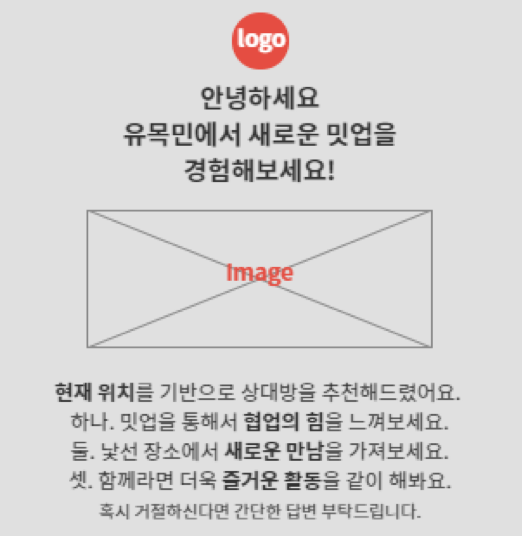 logo
안녕하세요
유목민에서 새로운 밋업을
경험해보세요!
Image
현재 위치를 기반으로 상대방을 추천해드렸어요.
하나. 밋업을 통해서 협업의 힘을 느껴보세요.
둘. 낯선 장소에서 새로운 만남을 가져보세요.
셋. 함께라면 더욱 즐거운 활동을 같이 해봐요.
혹시 거절하신다면 간단한 답변 부탁드립니다.